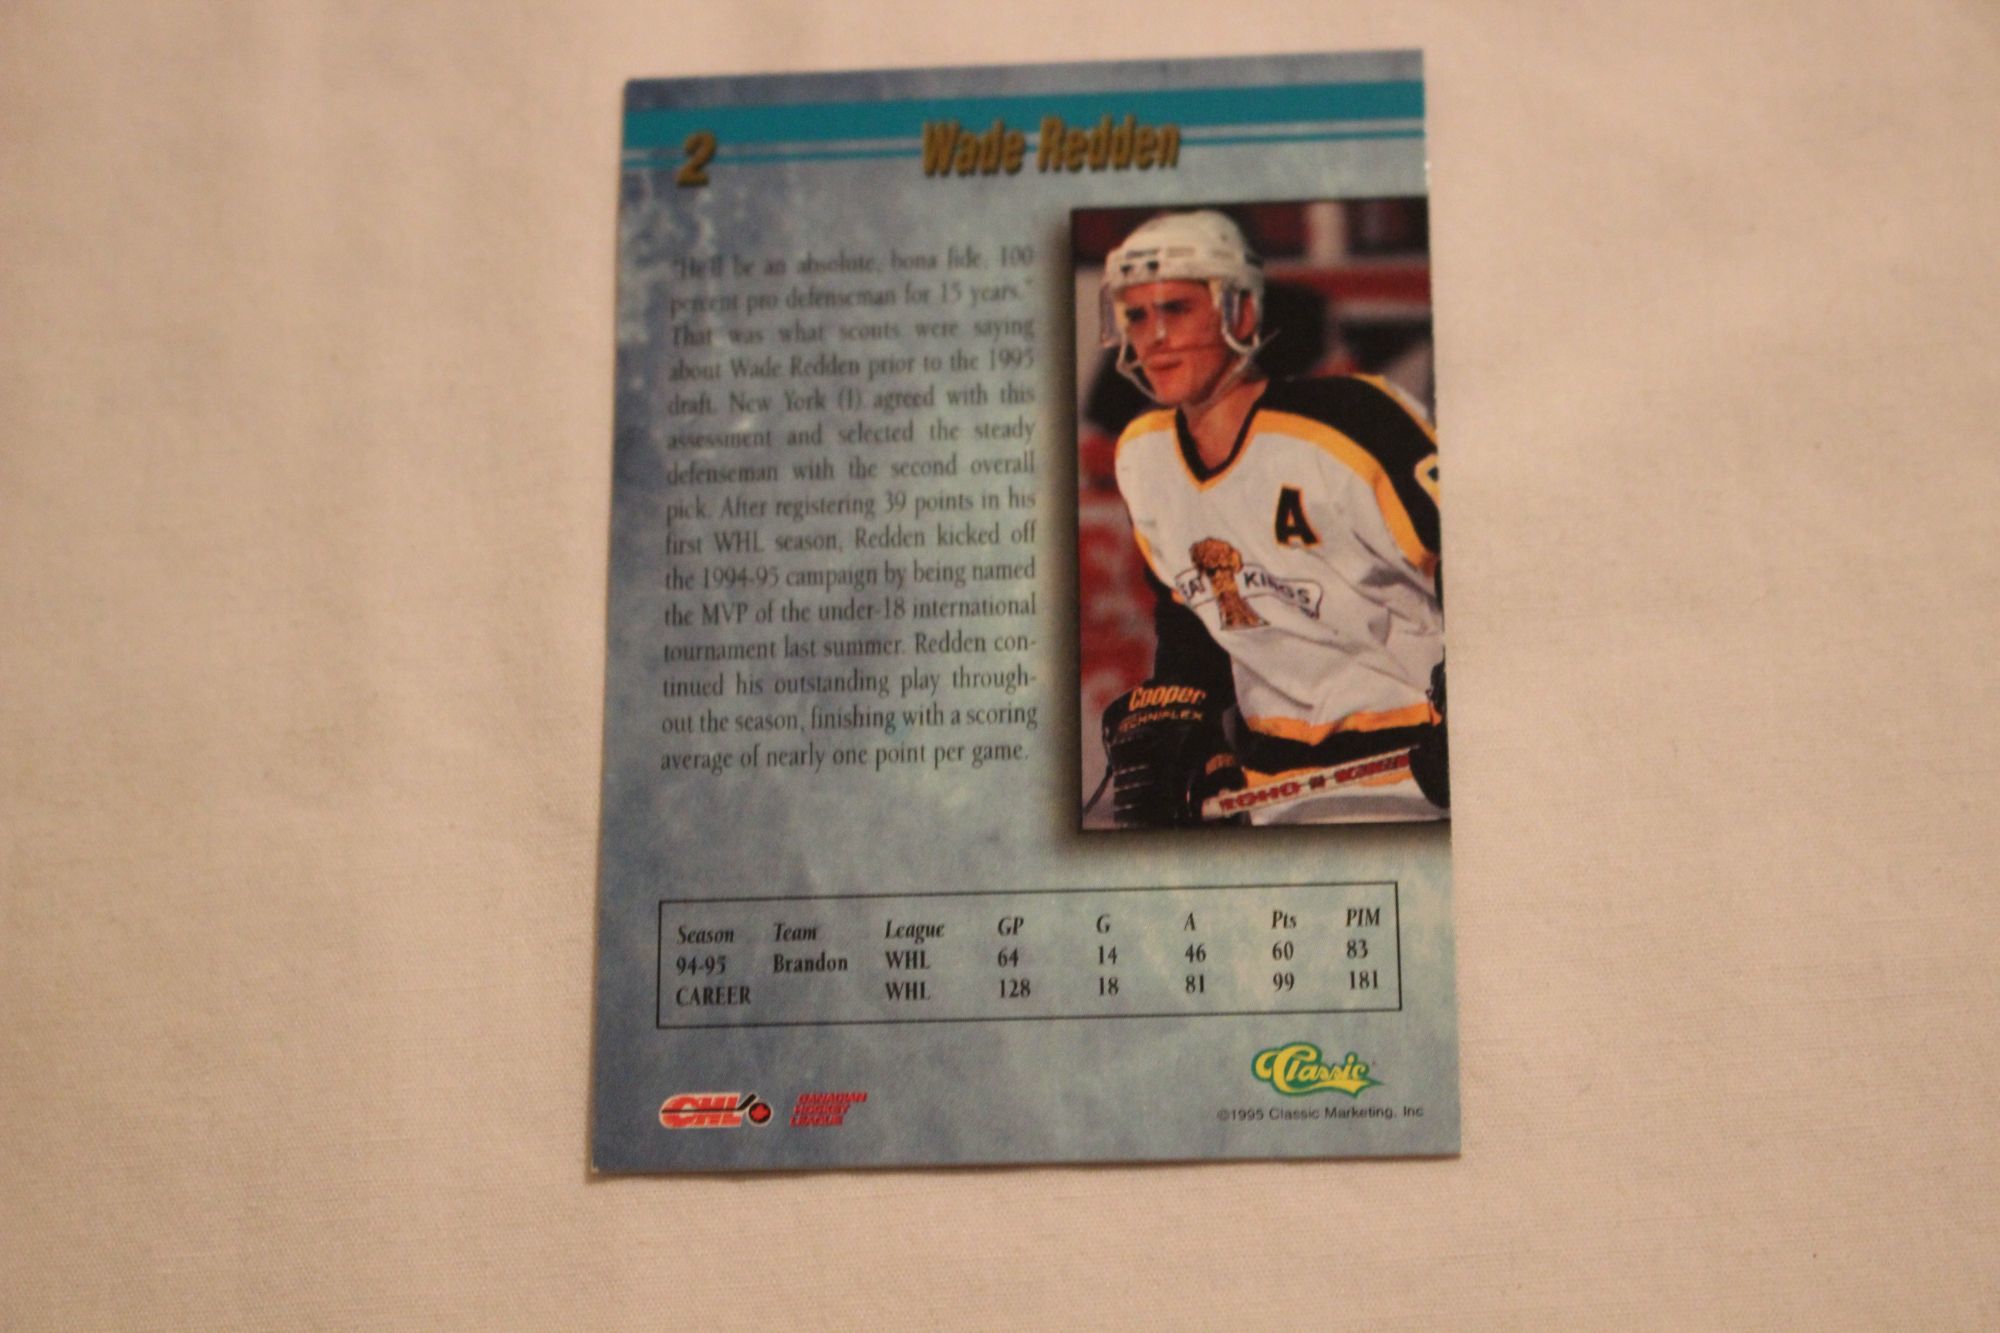 2 Wade Redden
"He'll be an absolute, bona fide, 100
percent pro defenseman for 15 years."
That was what scouts were saying
about Wade Redden prior to the 1995
draft. New York (I) agreed with this
assessment and selected the steady
defenseman with the second overall
pick. After registering 39 points in his
first WHL season, Redden kicked off
the 1994-95 campaign by being named
the MVP of the under-18 international
tournament last summer. Redden con-
tinued his outstanding play through-
out the season, finishing with a scoring
average of nearly one point per game.
A
EAT KINGS
Cooper
TECHNIFLEX
Season Team League GP G A Pts PIM
94-95 Brandon WHL 64 14 46 60 83
CAREER WHL 128 18 81 99 181
CHL
CANADIAN
HOCKEY
LEAGUE
Classic
©1995 Classic Marketing, Inc